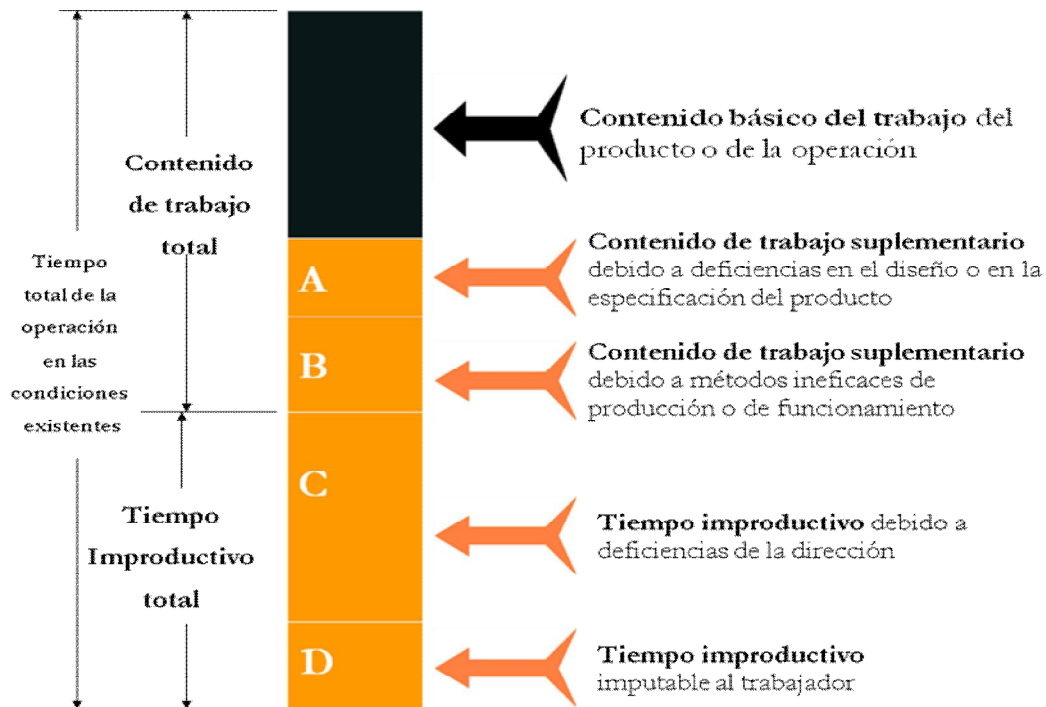 Contenido
de trabajo
total
Tiempo
total de la
operación
en las
condiciones
existentes
Tiempo
Improductivo
total
A
B
C
D
Contenido básico del trabajo del
producto o de la operación
Contenido de trabajo suplementario
debido a deficiencias en el diseño o en la
especificación del producto
Contenido de trabajo suplementario
debido a métodos ineficaces de
producción o de funcionamiento
Tiempo improductivo debido a
deficiencias de la dirección
Tiempo improductivo
imputable al trabajador